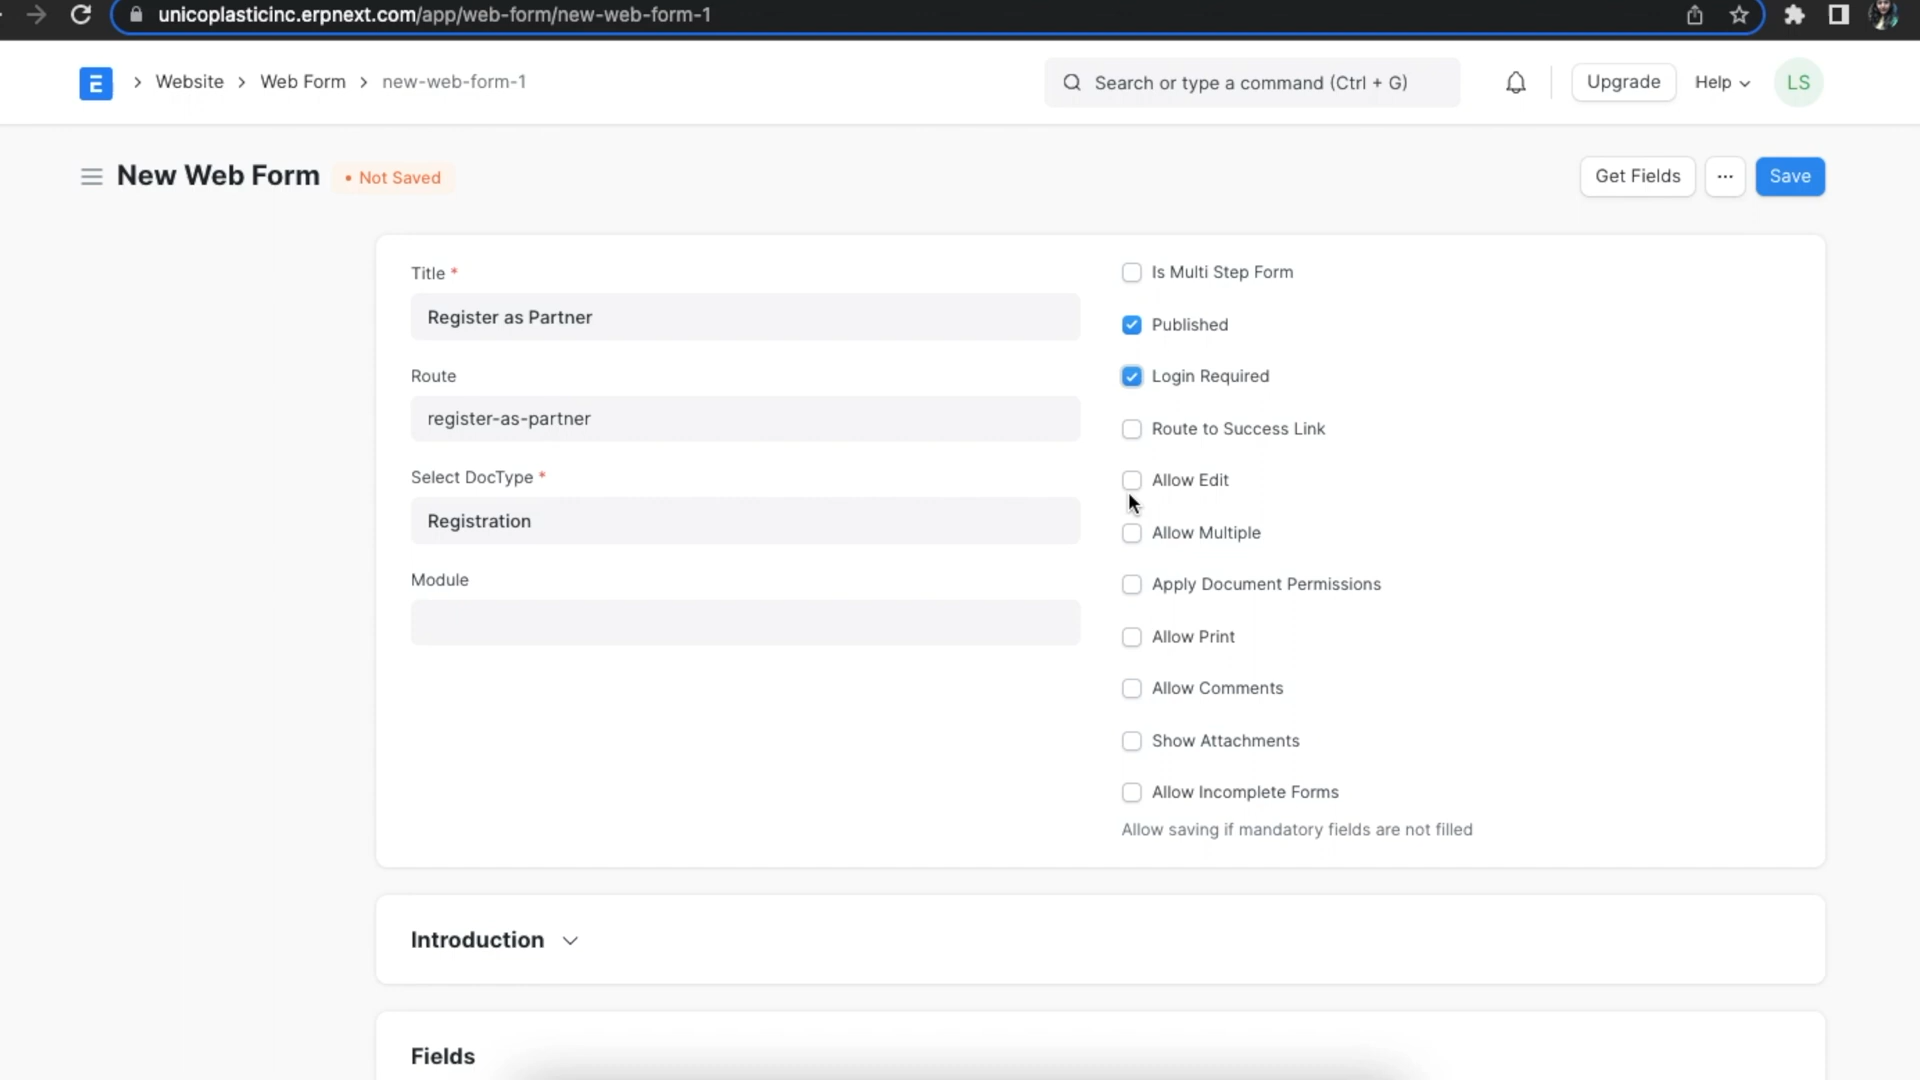 unicoplasticinc.erpnext.com/app/web-form/new-web-form-1
E
Website
Web Form
new-web-form-1
Search or type a command (Ctrl + G)
Upgrade
Help
LS
New Web Form
• Not Saved
Get Fields
...
Save
Title *
Register as Partner
Route
register-as-partner
Select DocType *
Registration
Module
Is Multi Step Form
Published
Login Required
Route to Success Link
Allow Edit
Allow Multiple
Apply Document Permissions
Allow Print
Allow Comments
Show Attachments
Allow Incomplete Forms
Allow saving if mandatory fields are not filled
Introduction
Fields